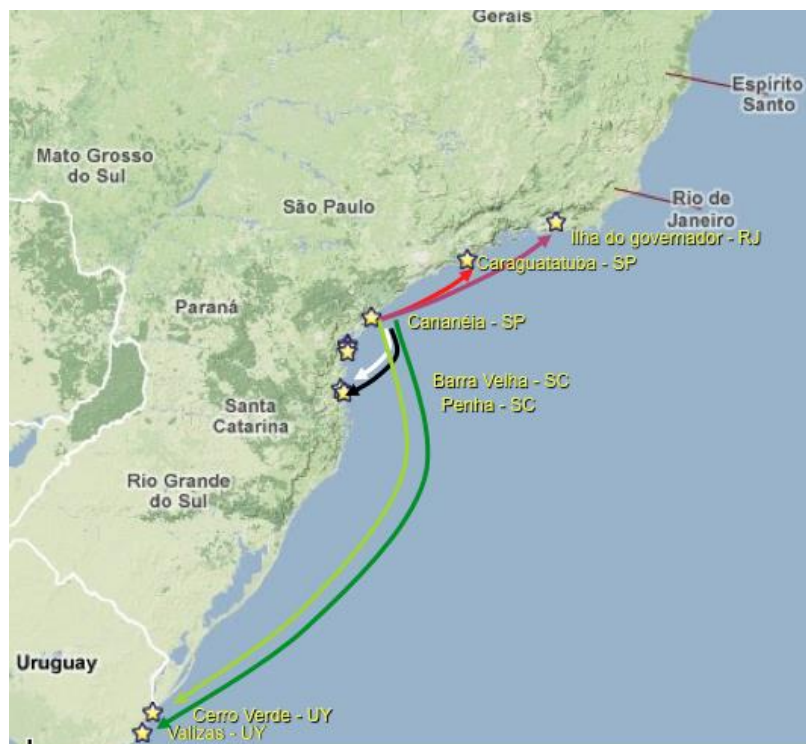 Gerais
Espírito
Santo
Mato Grosso
do Sul
São Paulo
Rio de
Janeiro
Ilha do governador - RJ
Caraguatatuba - SP
Paraná
Cananéia - SP
Barra Velha - SC
Penha - SC
Santa
Catarina
Rio Grande
do Sul
Uruguay
Cerro Verde - UY
Valizas - UY